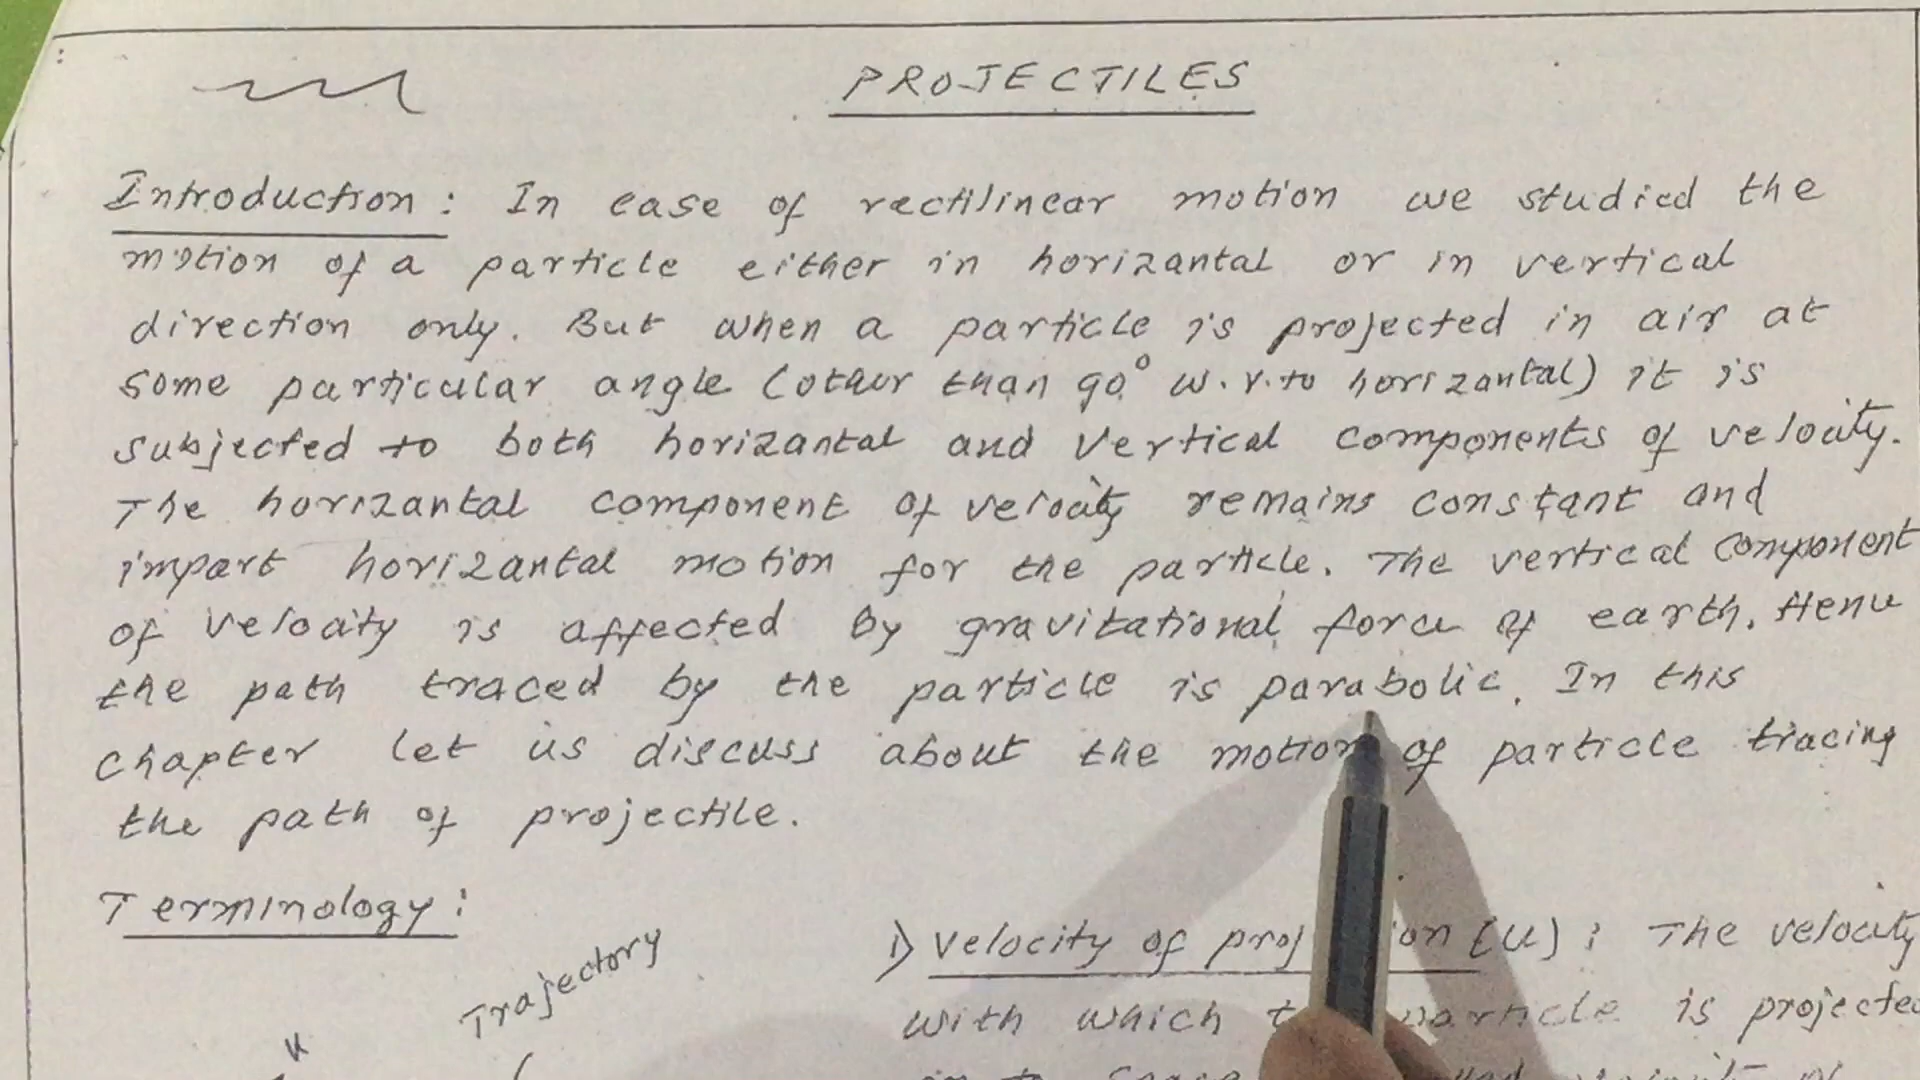 PROJECTILES
Introduction: In case of rectilinear motion we studied the
motion of a particle either in horizantal or in vertical
direction only. But when a particle is projected in air at
some particular angle (other than 90° w.r.to horizantal) it is
subjected to both horizantal and vertical components of velocity.
The horizantal component of velocity remains constant and
impart horizantal motion for the particle. The vertical component
of velocity is affected by gravitational force of earth. Hence
the path traced by the particle is parabolic. In this
chapter let us discuss about the motion of particle tracing
the path of projectile.
Terminology:
Trajectory
u
i) Velocity of (u): The velocity
with which particle is projected